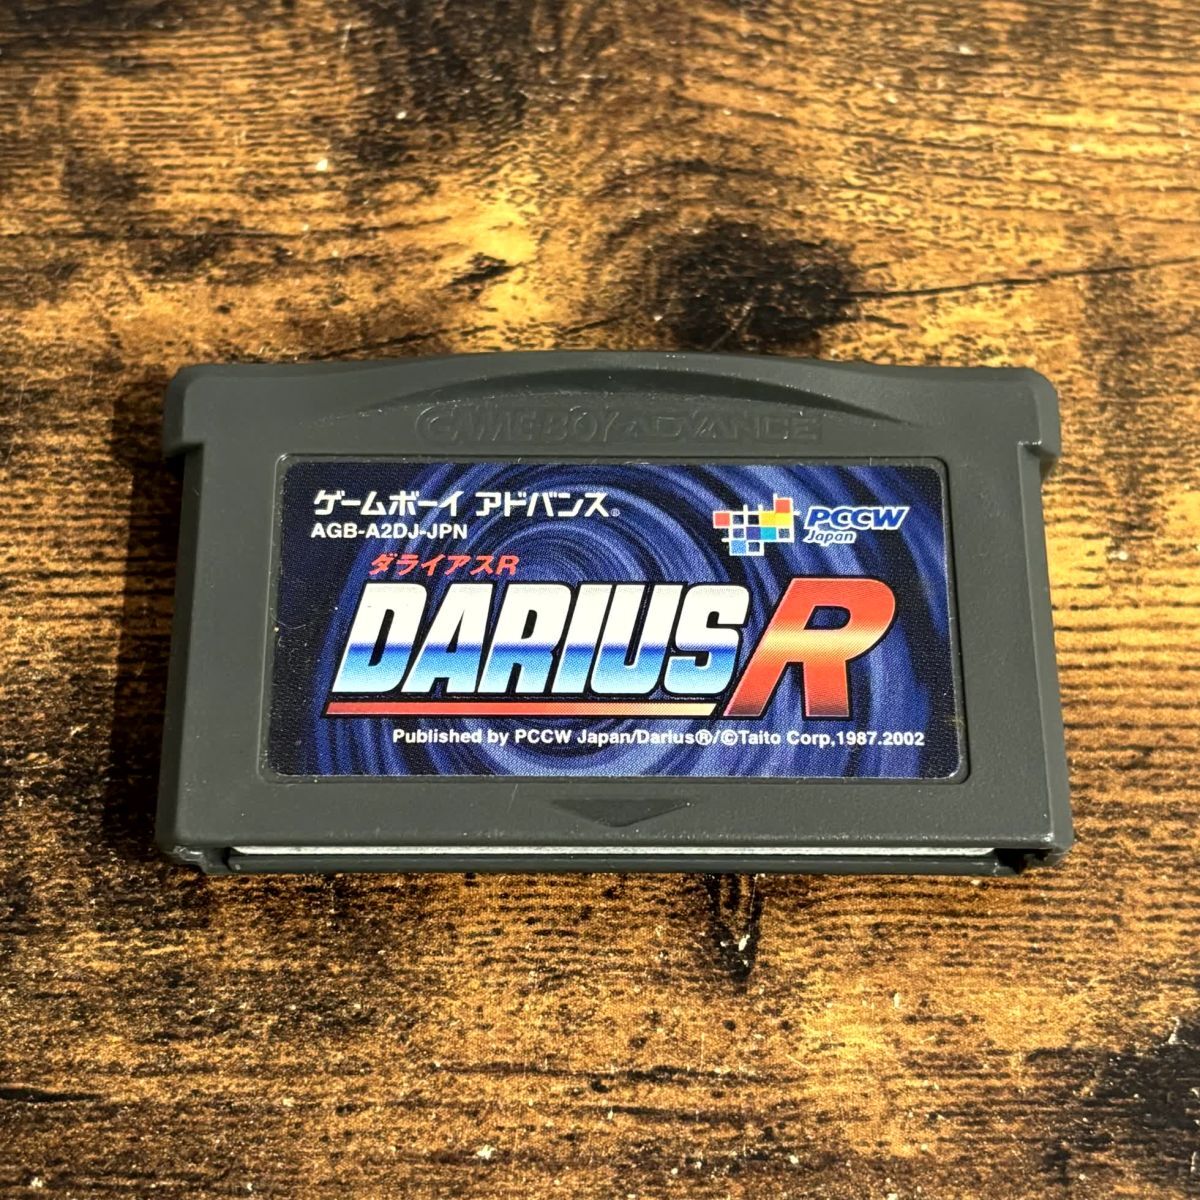 GAME BOY ADVANCE
ゲームボーイ アドバンス®
AGB-A2DJ-JPN
PCCW
Japan
ダライアスR
DARIUS R
Published by PCCW Japan/Darius®/©Taito Corp,1987.2002